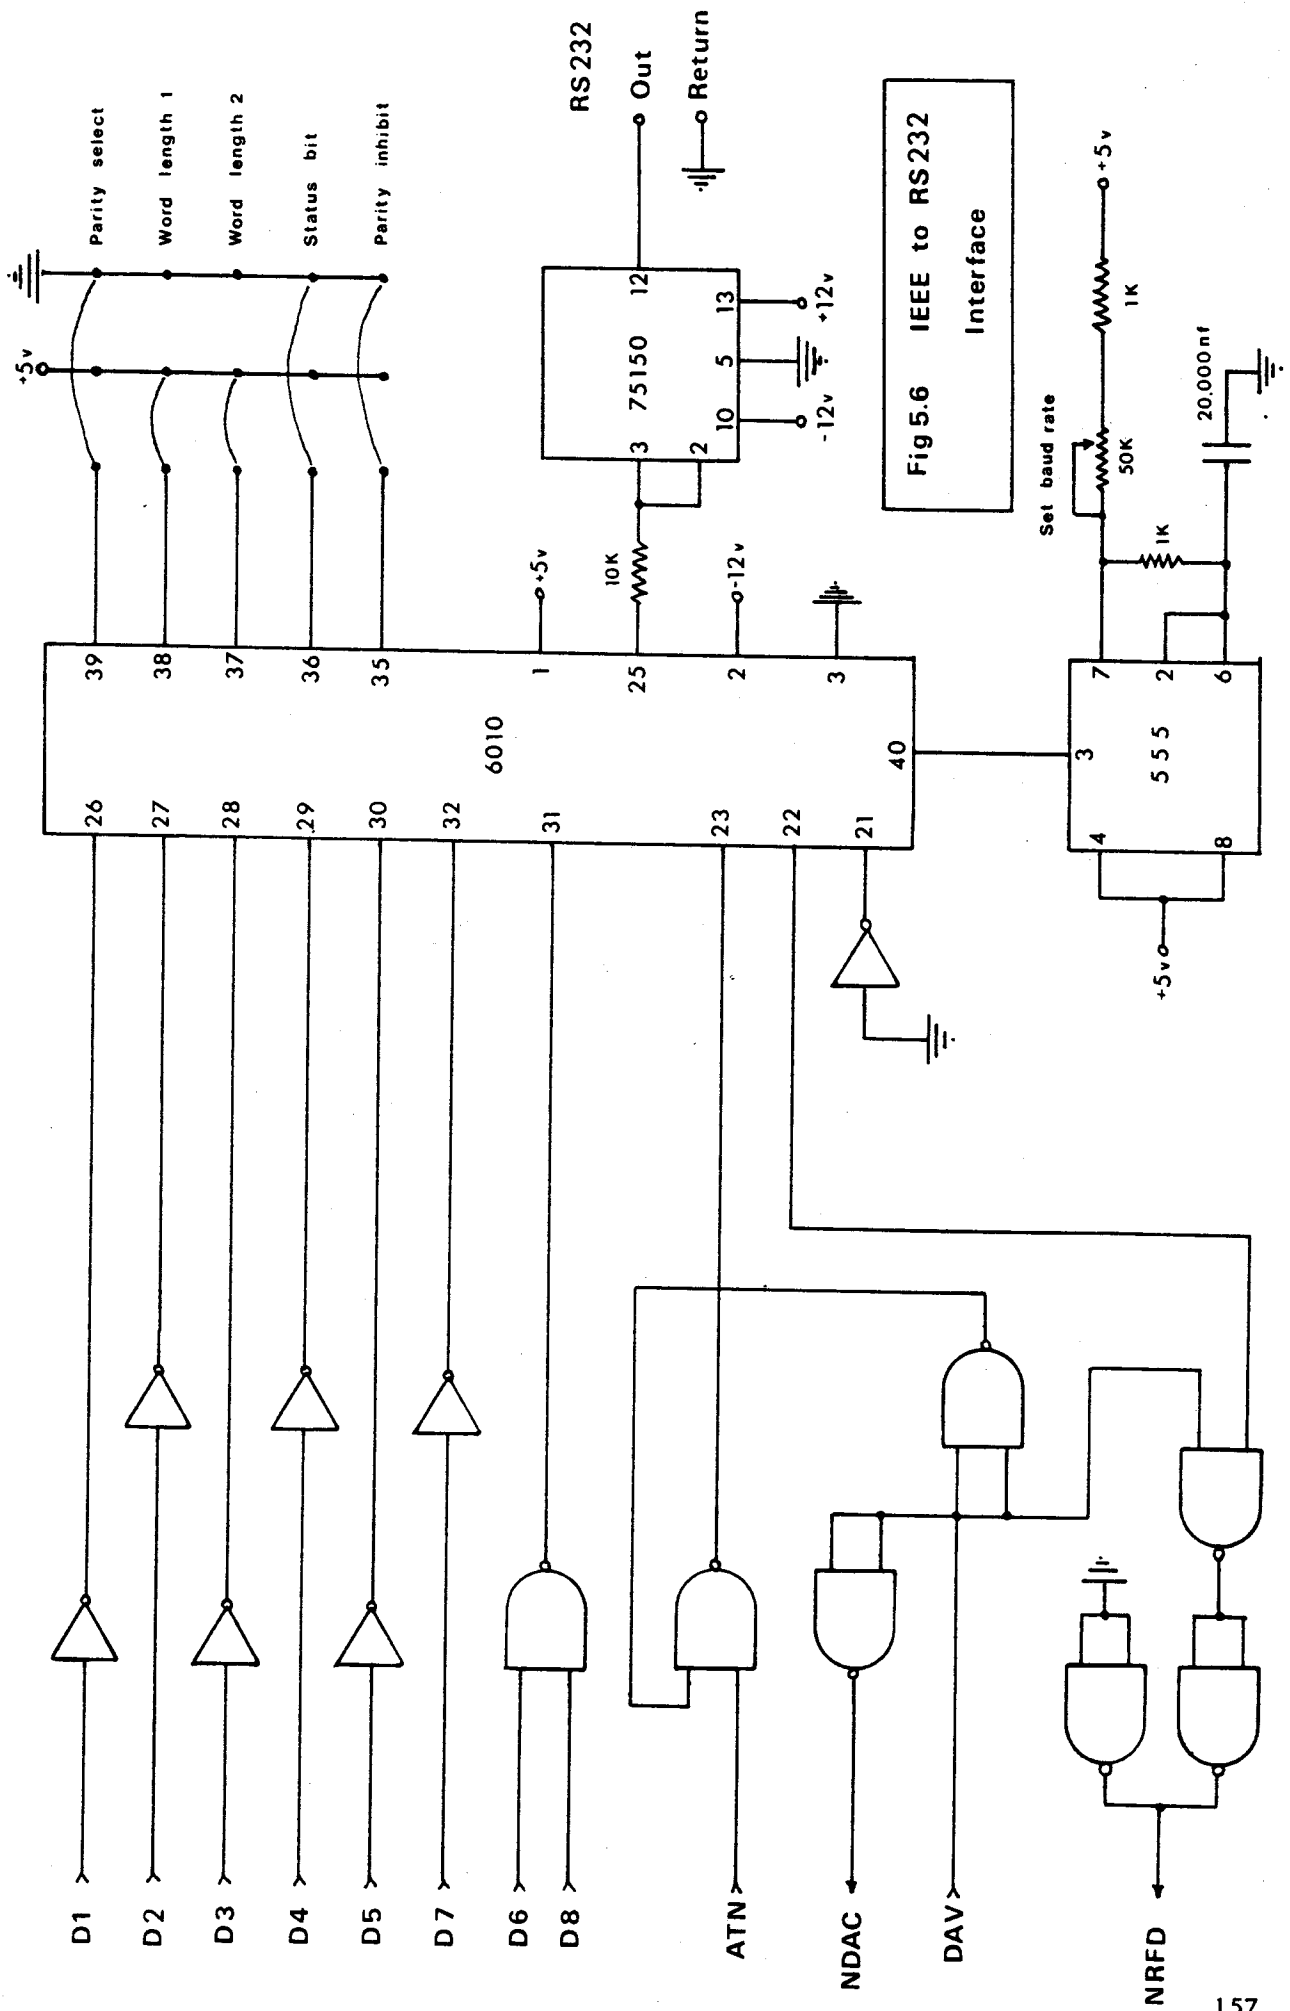 D1
D2
D3
D4
D5
D7
D6
D8
ATN
NDAC
DAV
NRFD
26
27
28
29
30
32
31
23
22
21
40
6010
39
38
37
36
35
1
25
2
3
+5v
Parity select
Word length 1
Word length 2
Status bit
Parity inhibit
+5v
10K
-12v
3
2
75150
12
10
5
13
-12v
+12v
RS232
Out
Return
Fig 5.6 IEEE to RS232
Interface
+5v
4
8
3
555
7
2
6
Set baud rate
50K
1K
1K
+5v
20,000nf
157